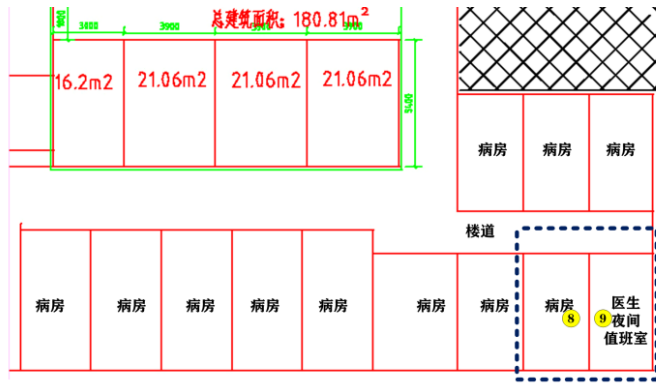 总建筑面积：180.81m²
3400 3900 3900 3900
16.2m2 21.06m2 21.06m2 21.06m2
5400
病房 病房 病房
楼道
病房 病房 病房 病房 病房 病房 病房 病房 医生
夜间
值班室
8 9